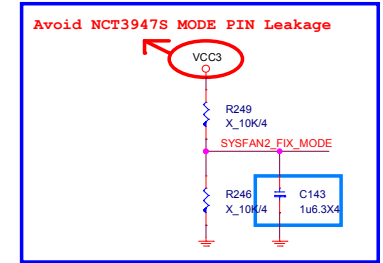 Avoid NCT3947S MODE PIN Leakage
VCC3
R249
X_10K/4
SYSFAN2_FIX_MODE
R246
X_10K/4
C143
1u6.3X4